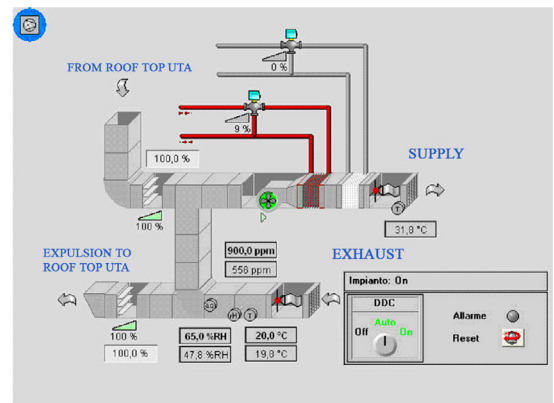 0 %
FROM ROOF TOP UTA
9 %
100,0 %
SUPPLY
T
31,8 °C
100 %
EXPULSION TO
ROOF TOP UTA
900,0 ppm
556 ppm
EXHAUST
Impianto: On
DDC
Auto
Off
On
Allarme
Reset
rH
T
100 %
65,0 %RH
20,0 °C
100,0 %
47,8 %RH
19,8 °C